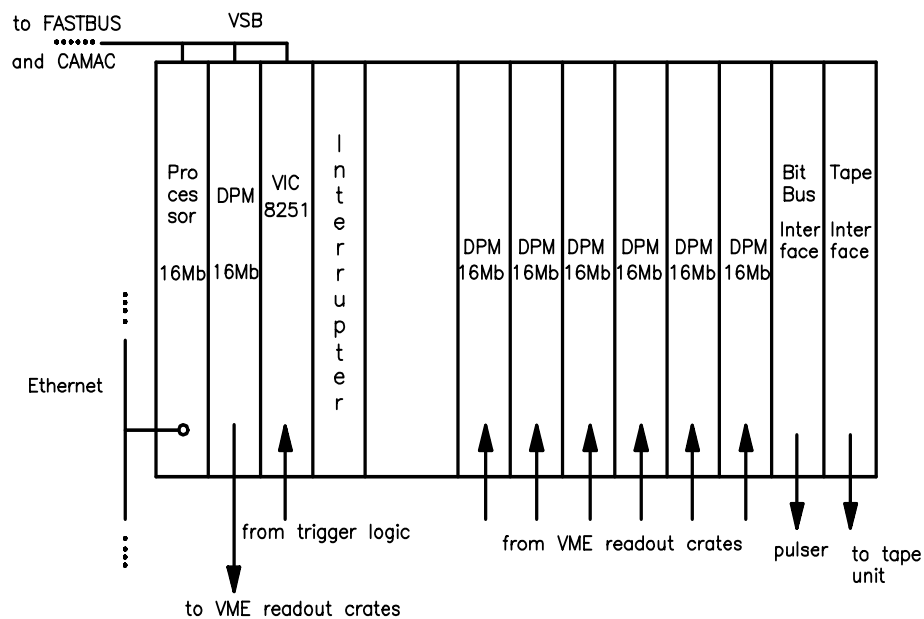 to FASTBUS
VSB
and CAMAC
Pro
ces
sor
16Mb
DPM
16Mb
VIC
8251
Interrupter
DPM
16Mb
DPM
16Mb
DPM
16Mb
DPM
16Mb
DPM
16Mb
DPM
16Mb
Bit
Bus
Inter
face
Tape
Inter
face
Ethernet
from trigger logic
to VME readout crates
from VME readout crates
pulser
to tape
unit